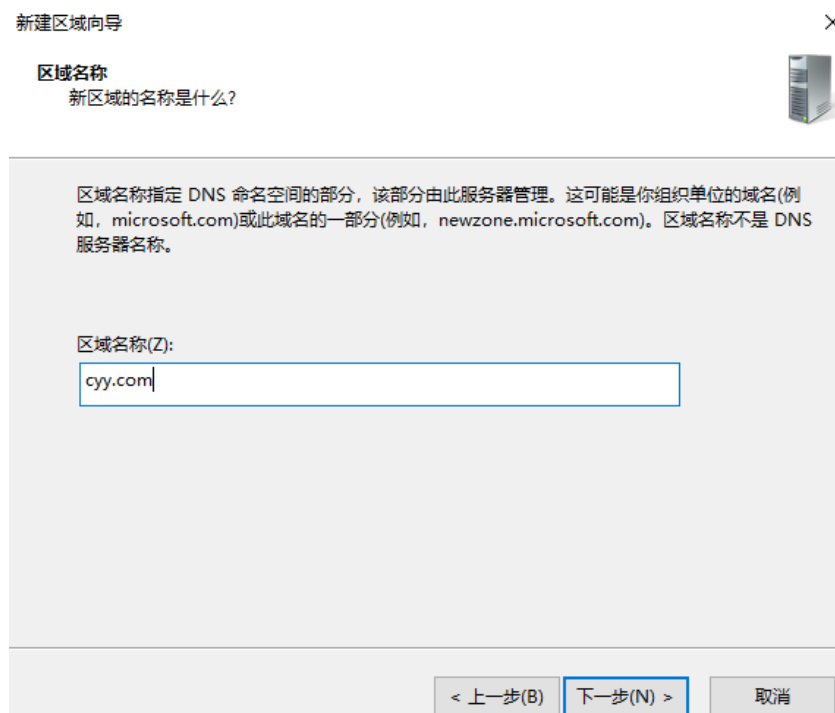 新建区域向导
区域名称
新区域的名称是什么?
区域名称指定 DNS 命名空间的部分，该部分由此服务器管理。这可能是你组织单位的域名(例
如，microsoft.com)或此域名的一部分(例如，newzone.microsoft.com)。区域名称不是 DNS
服务器名称。
区域名称(Z):
cyy.com
< 上一步(B)
下一步(N) >
取消